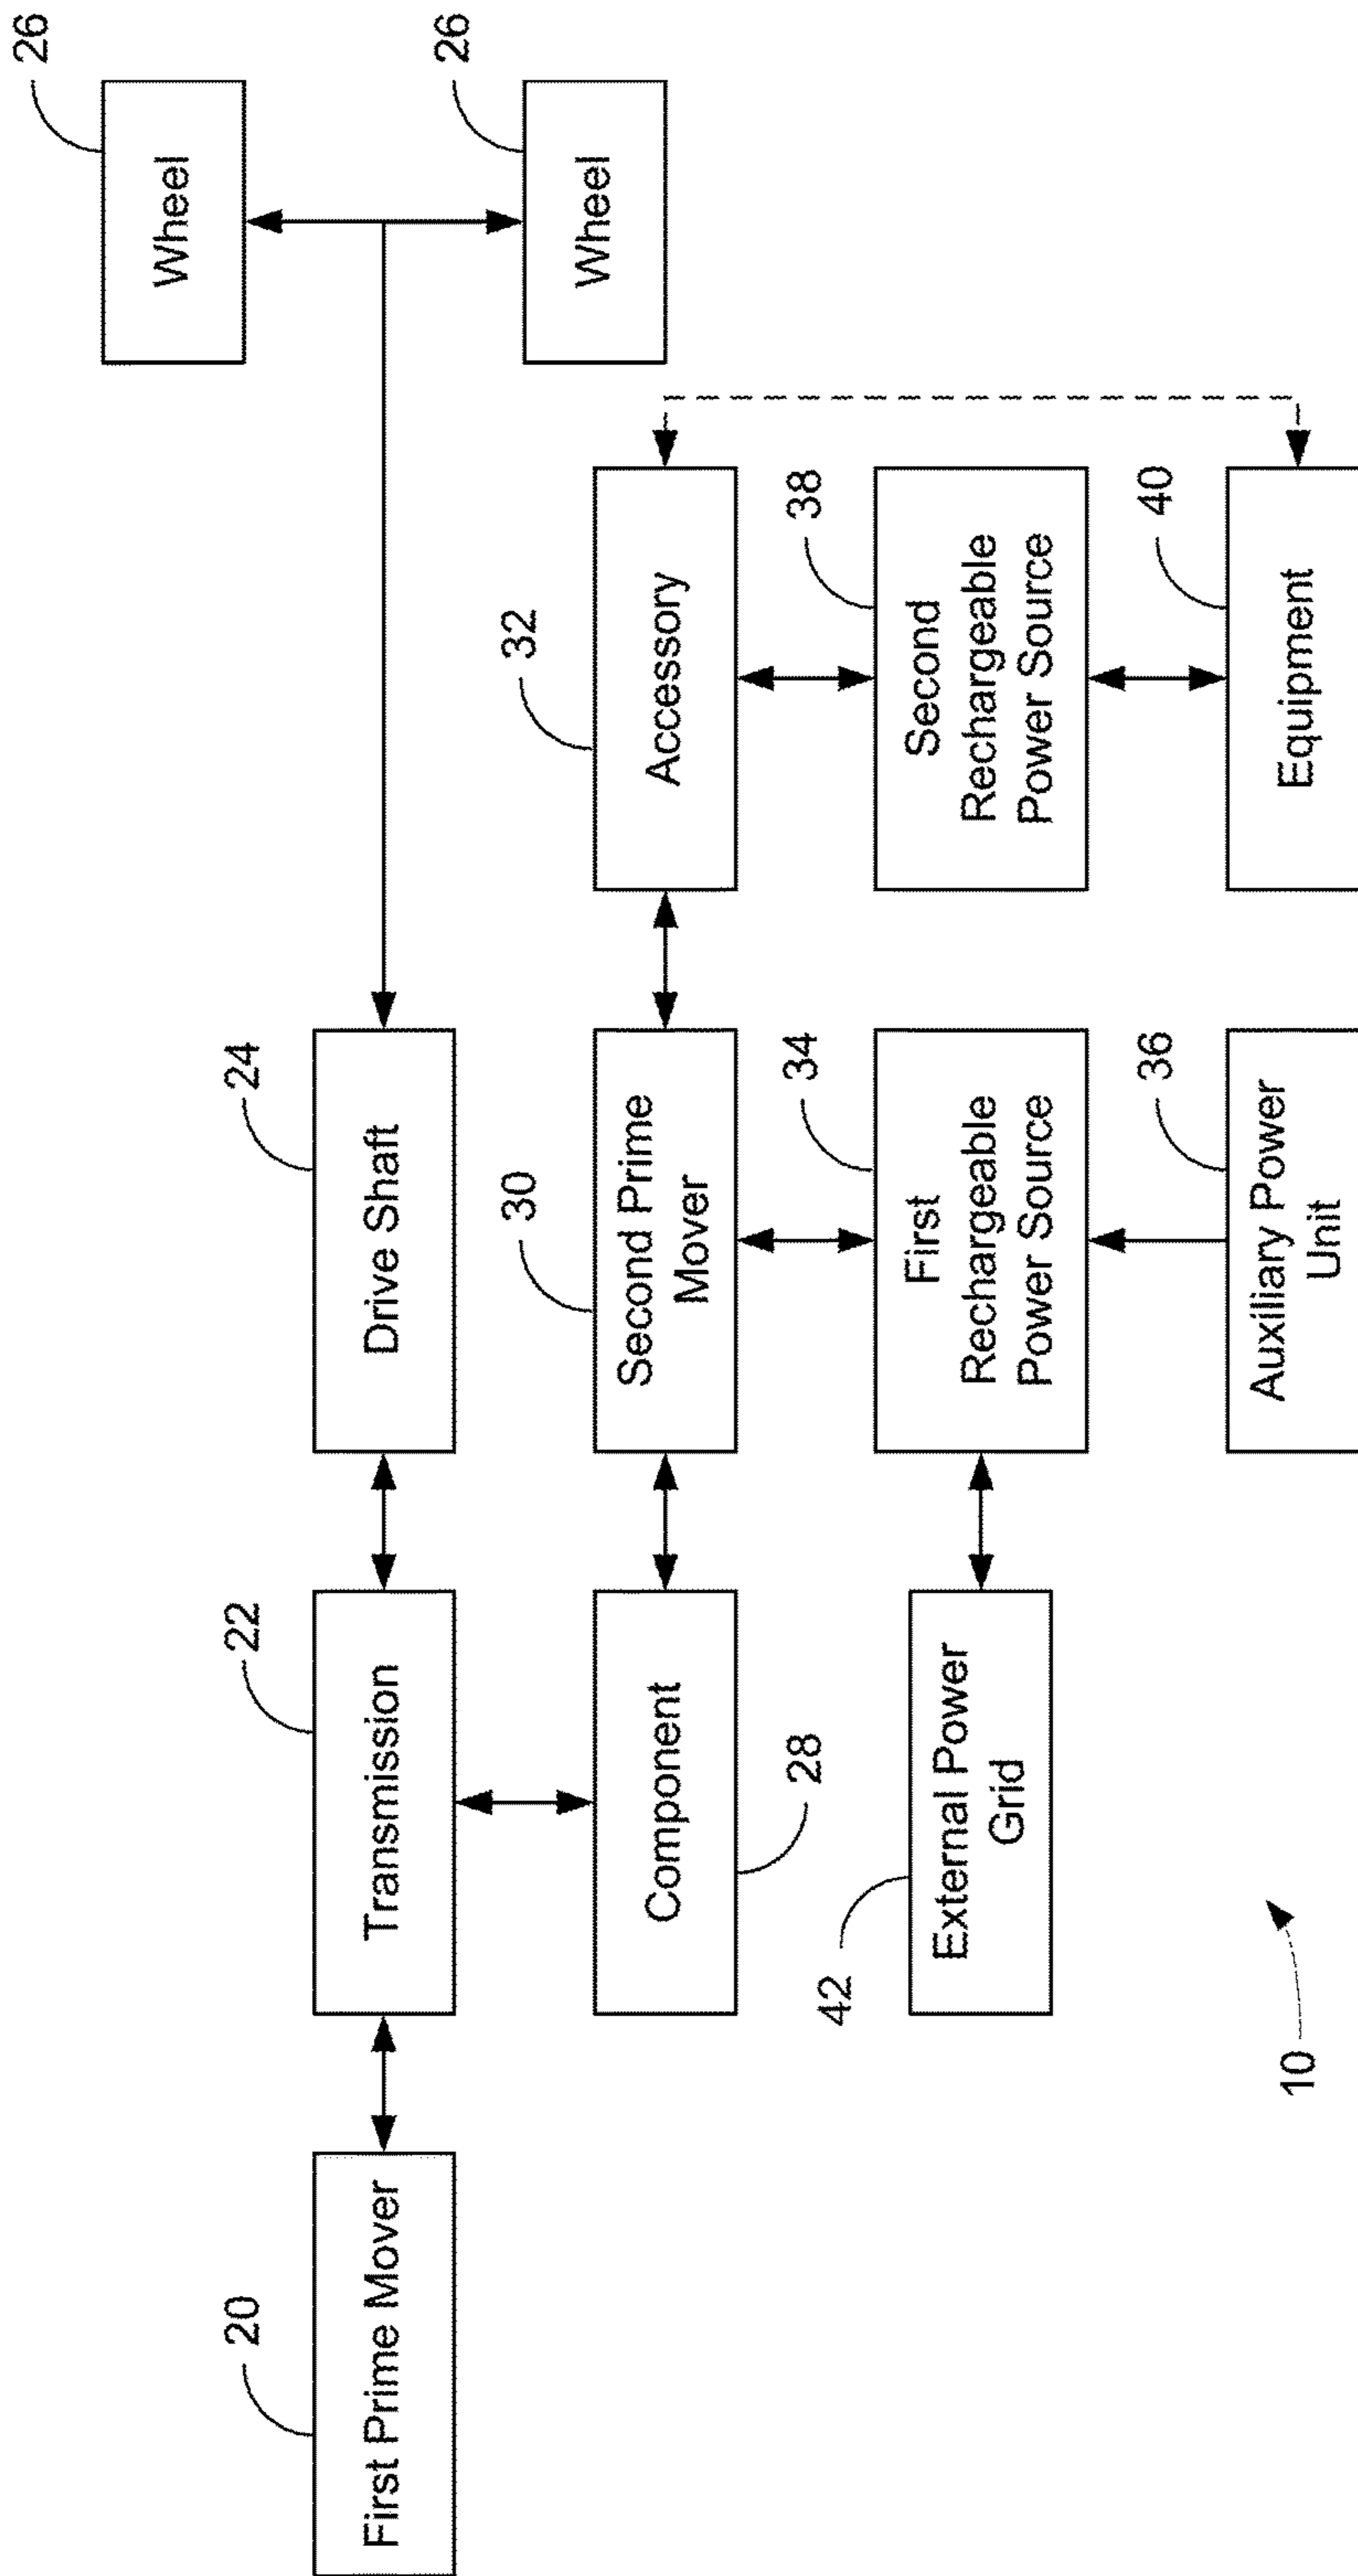 26
Wheel
26
Wheel
20
First Prime Mover
22
Transmission
24
Drive Shaft
28
Component
30
Second Prime
Mover
32
Accessory
42
External Power
Grid
34
First
Rechargeable
Power Source
38
Second
Rechargeable
Power Source
36
Auxiliary Power
Unit
40
Equipment
10